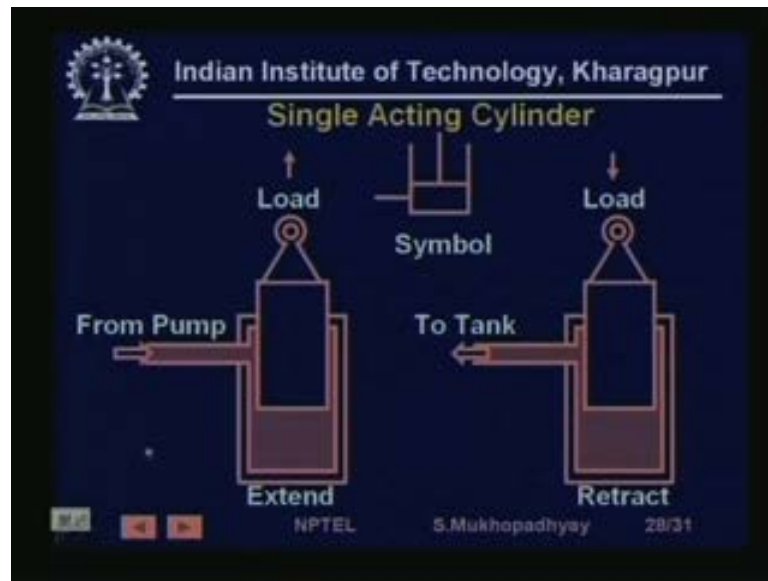 Indian Institute of Technology, Kharagpur
Single Acting Cylinder
Load
Load
Symbol
From Pump
To Tank
Extend
Retract
NPTEL S.Mukhopadhyay 28/31